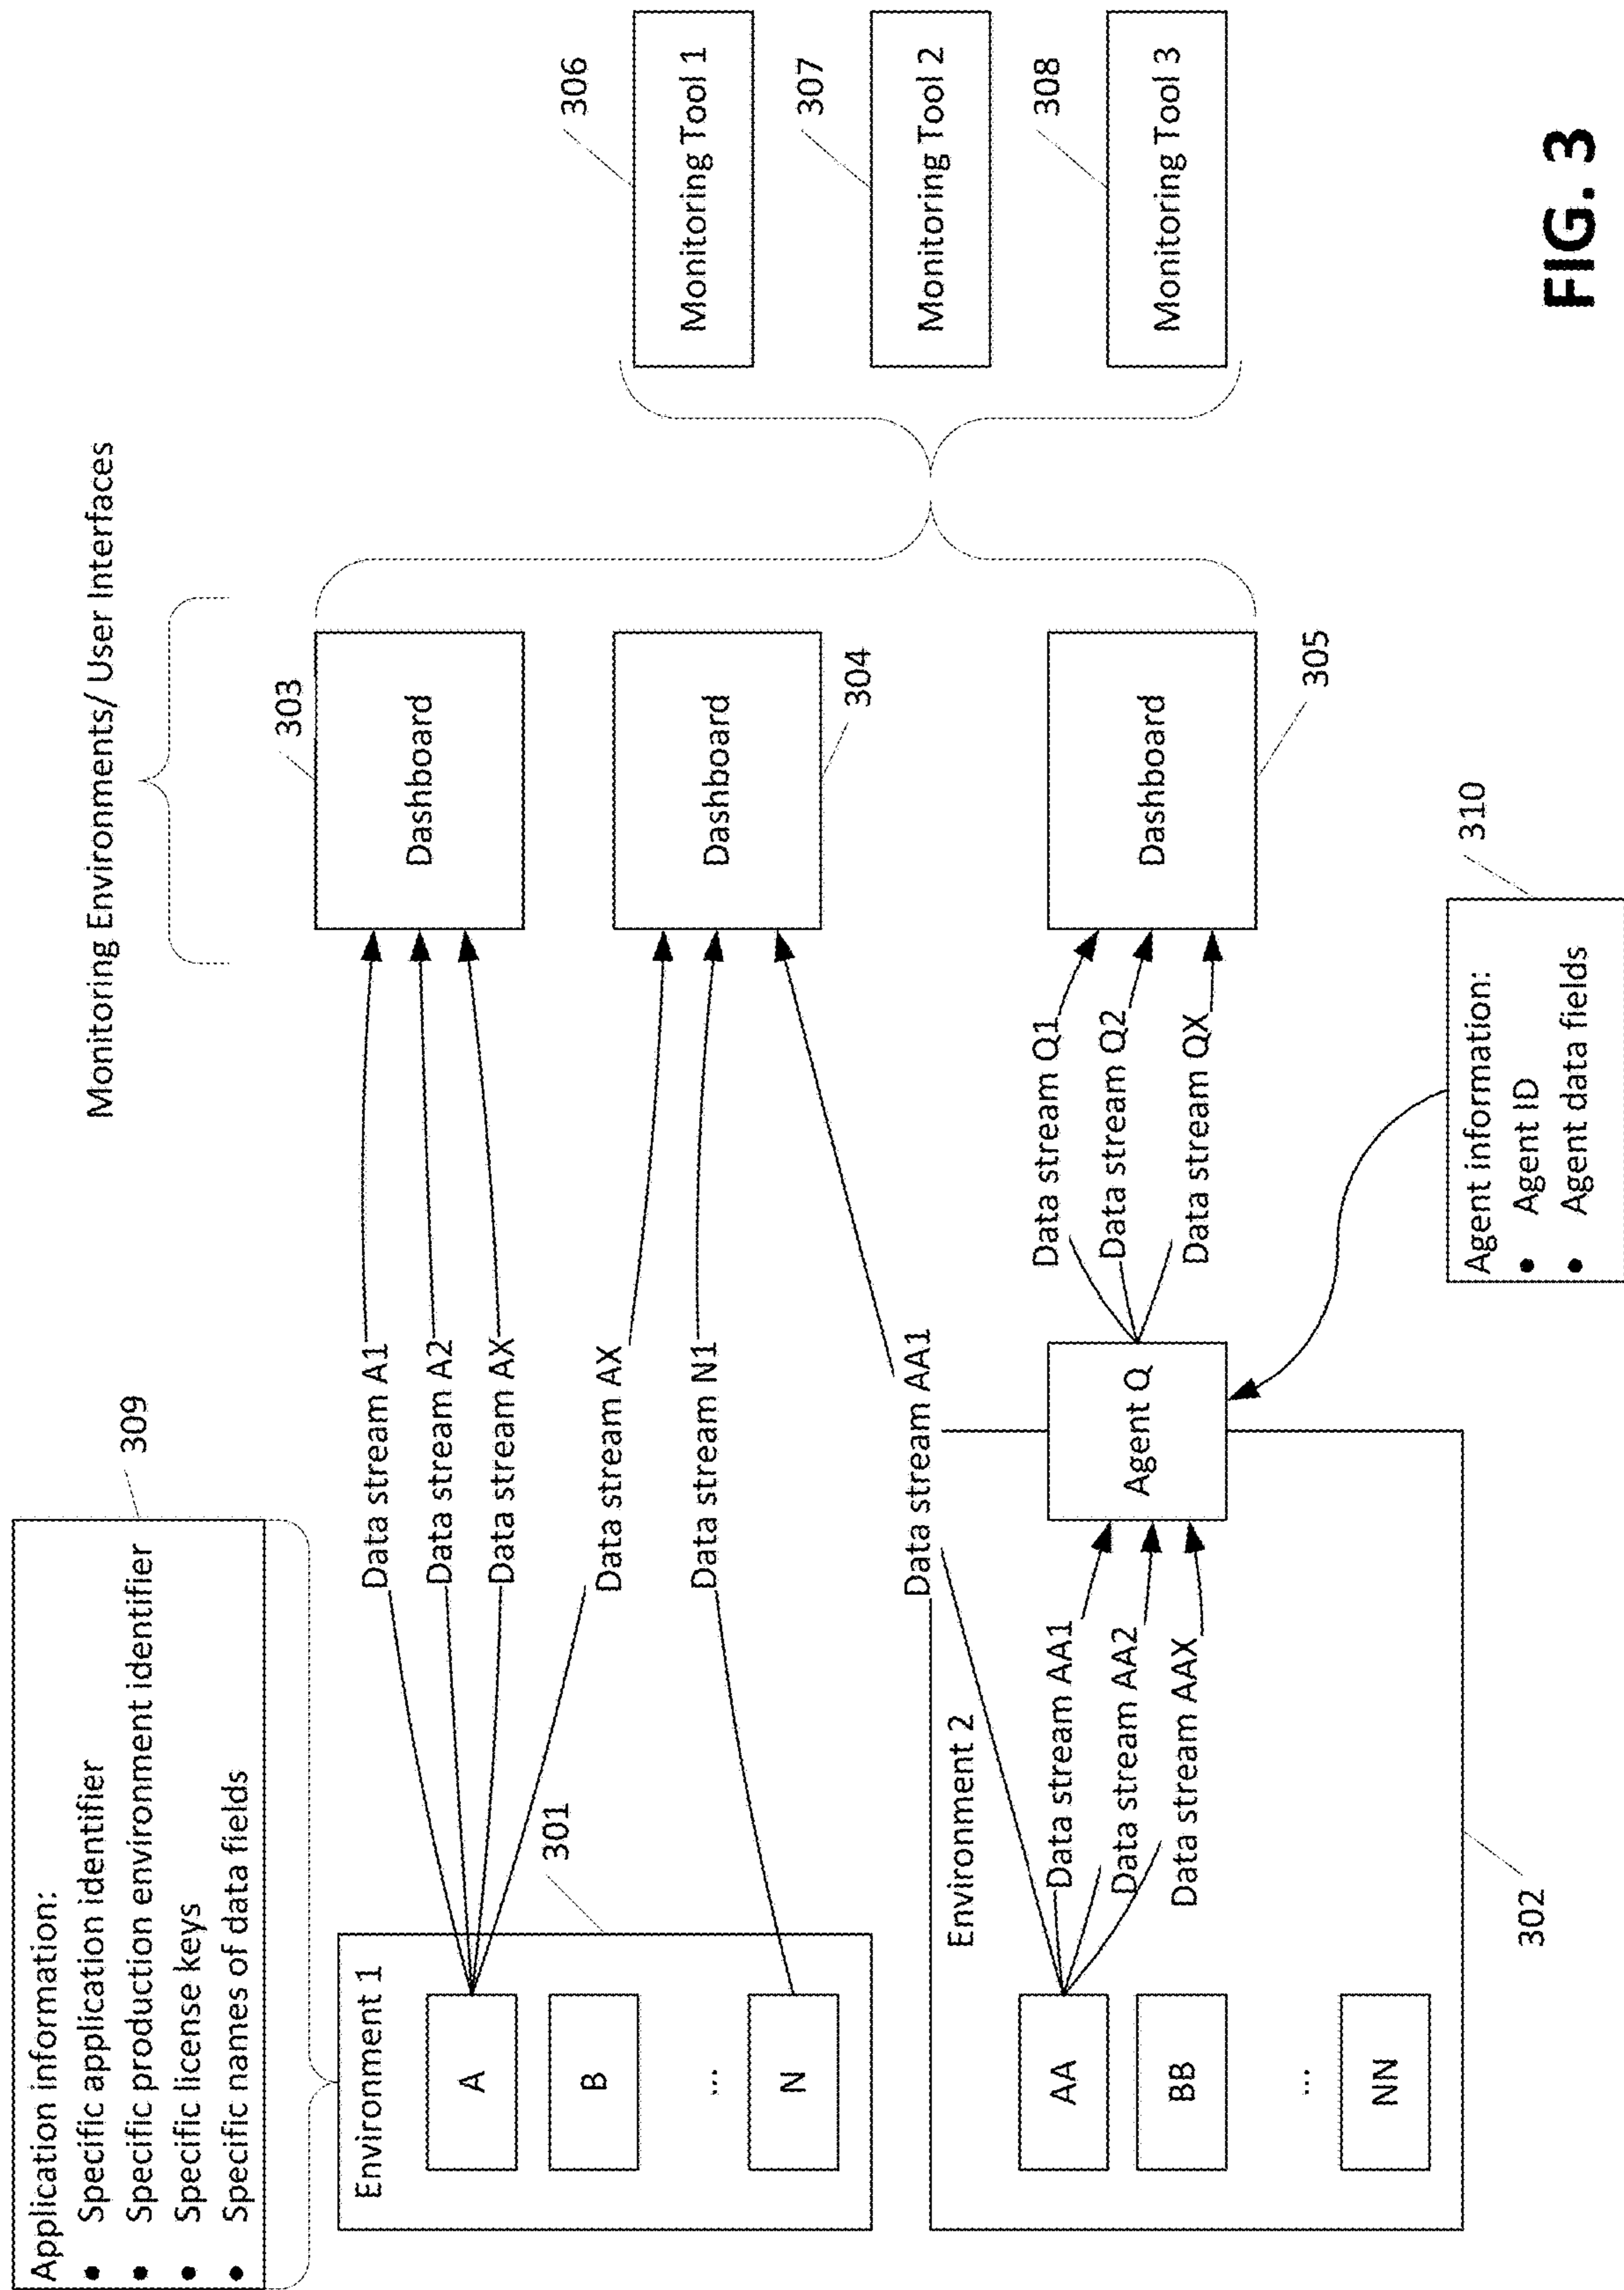 Application information:
• Specific application identifier
• Specific production environment identifier
• Specific license keys
• Specific names of data fields
309
Monitoring Environments/ User Interfaces
Environment 1
A
B
...
N
301
Data stream A1
Data stream A2
Data stream AX
Data stream AX
Data stream N1
Data stream AA1
303
Dashboard
Dashboard
304
Dashboard
305
306
Monitoring Tool 1
307
Monitoring Tool 2
308
Monitoring Tool 3
Environment 2
AA
BB
...
NN
302
Data stream AA1
Data stream AA2
Data stream AAX
Agent Q
Data stream Q1
Data stream Q2
Data stream QX
310
Agent information:
• Agent ID
• Agent data fields
FIG. 3